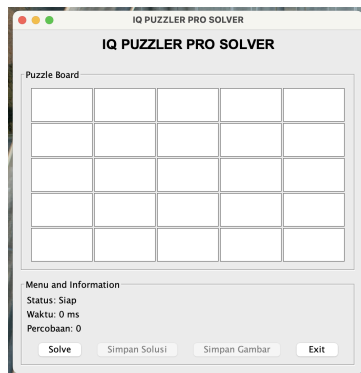 IQ PUZZLER PRO SOLVER
IQ PUZZLER PRO SOLVER
Puzzle Board
Menu and Information
Status: Siap
Waktu: 0 ms
Percobaan: 0
Solve Simpan Solusi Simpan Gambar Exit